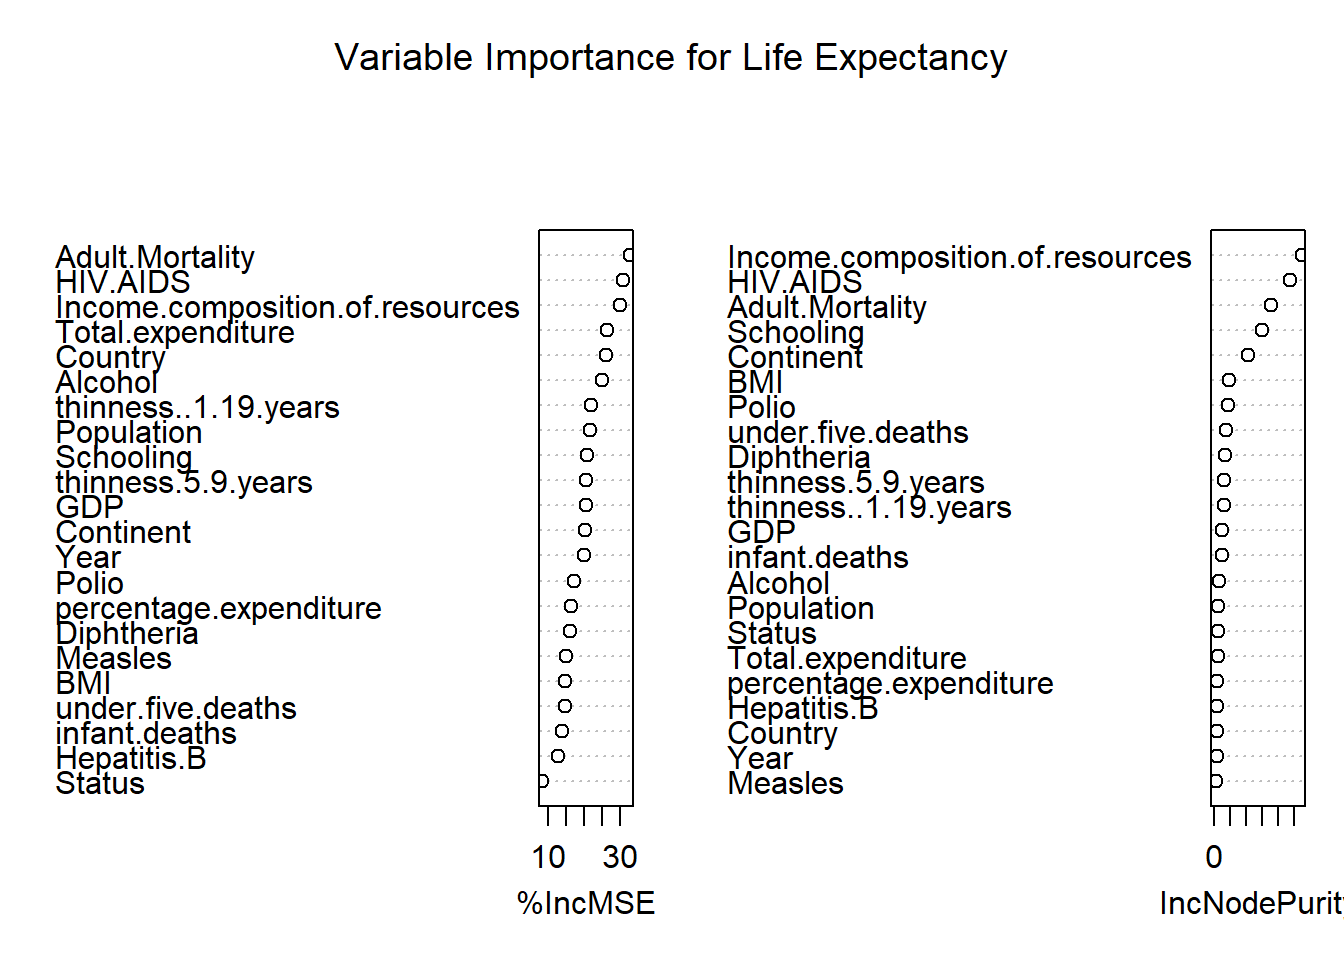 Variable Importance for Life Expectancy
Adult.Mortality
HIV.AIDS
Income.composition.of.resources
Total.expenditure
Country
Alcohol
thinness..1.19.years
Population
Schooling
thinness.5.9.years
GDP
Continent
Year
Polio
percentage.expenditure
Diphtheria
Measles
BMI
under.five.deaths
infant.deaths
Hepatitis.B
Status
10 30
%IncMSE
Income.composition.of.resources
HIV.AIDS
Adult.Mortality
Schooling
Continent
BMI
Polio
under.five.deaths
Diphtheria
thinness.5.9.years
thinness..1.19.years
GDP
infant.deaths
Alcohol
Population
Status
Total.expenditure
percentage.expenditure
Hepatitis.B
Country
Year
Measles
0
IncNodePurity